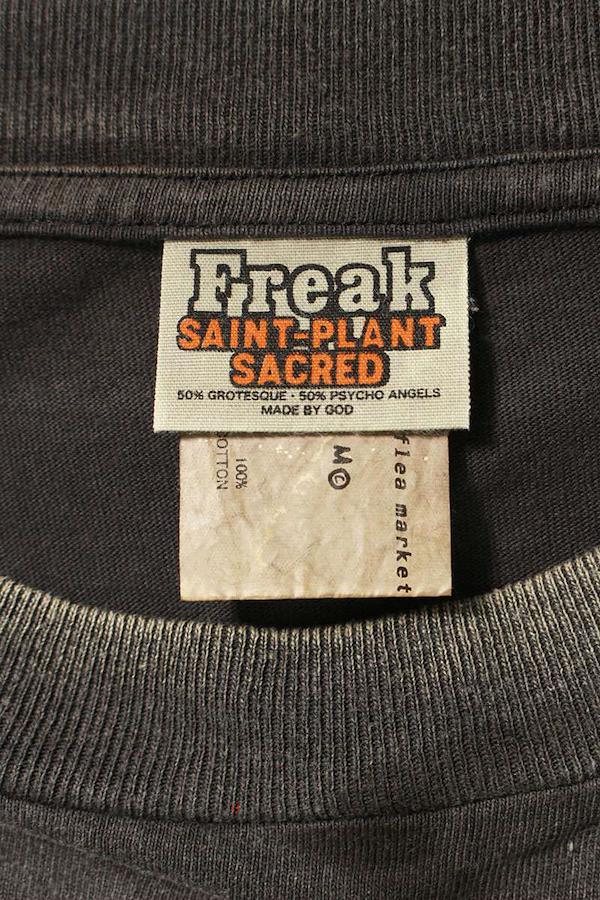 Freak
SAINT-PLANT
SACRED
50% GROTESQUE · 50% PSYCHO ANGELS
MADE BY GOD
flea market
M©
100%
COTTON